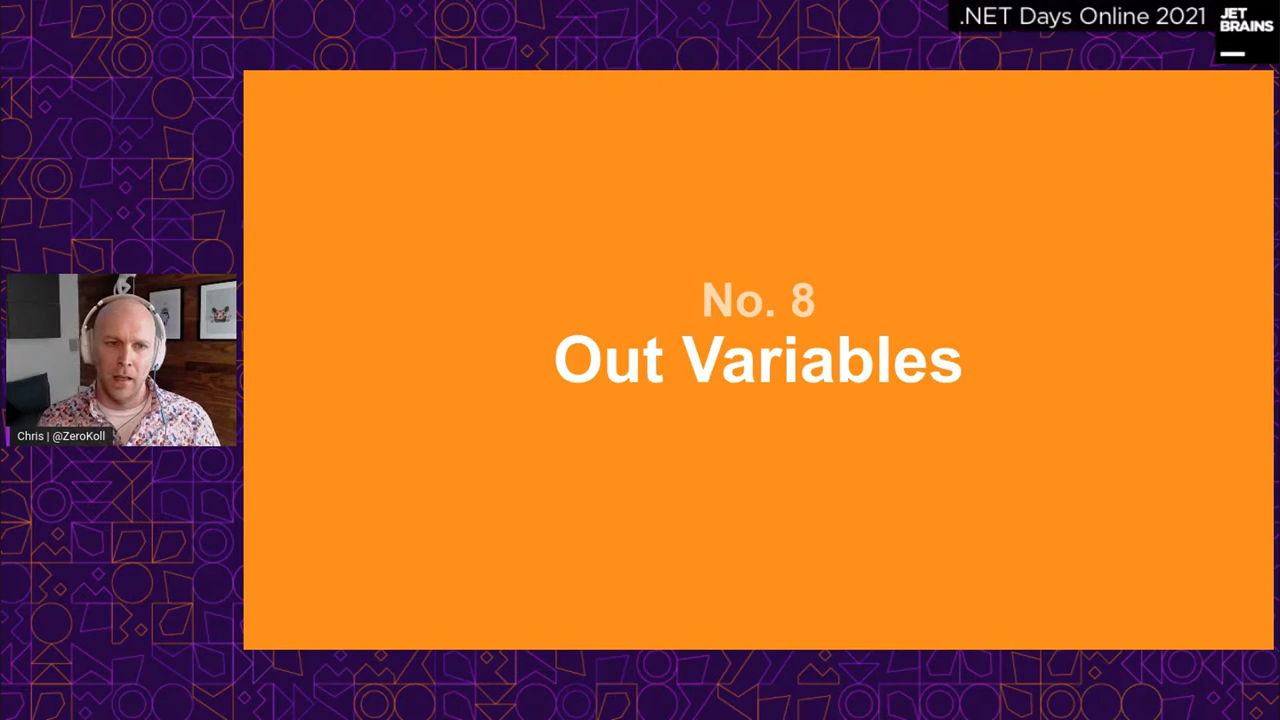 .NET Days Online 2021
JET
BRAINS
No. 8
Out Variables
Chris | @ZeroKoll